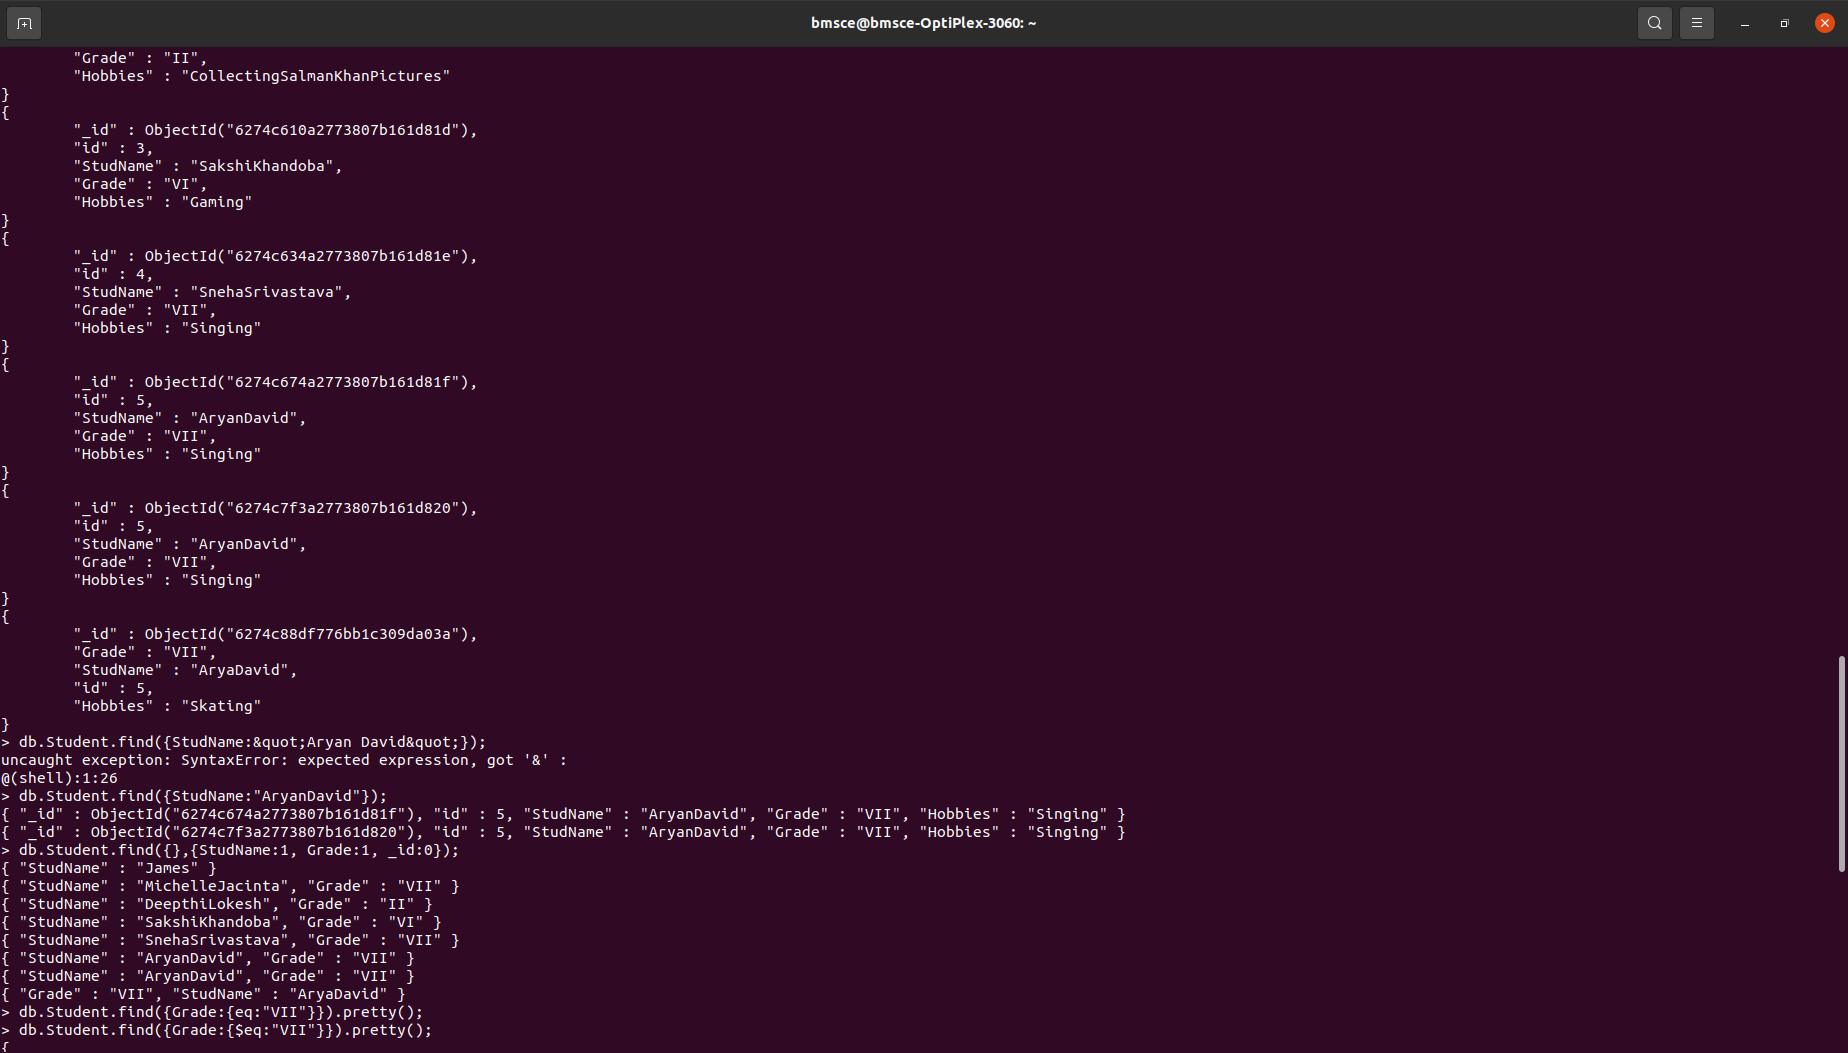 bmsce@bmsce-OptiPlex-3060: ~
        "Grade" : "II",
        "Hobbies" : "CollectingSalmanKhanPictures"
}
{
        "_id" : ObjectId("6274c610a2773807b161d81d"),
        "id" : 3,
        "StudName" : "SakshiKhandoba",
        "Grade" : "VI",
        "Hobbies" : "Gaming"
}
{
        "_id" : ObjectId("6274c634a2773807b161d81e"),
        "id" : 4,
        "StudName" : "SnehaSrivastava",
        "Grade" : "VII",
        "Hobbies" : "Singing"
}
{
        "_id" : ObjectId("6274c674a2773807b161d81f"),
        "id" : 5,
        "StudName" : "AryanDavid",
        "Grade" : "VII",
        "Hobbies" : "Singing"
}
{
        "_id" : ObjectId("6274c7f3a2773807b161d820"),
        "id" : 5,
        "StudName" : "AryanDavid",
        "Grade" : "VII",
        "Hobbies" : "Singing"
}
{
        "_id" : ObjectId("6274c88df776bb1c309da03a"),
        "Grade" : "VII",
        "StudName" : "AryaDavid",
        "id" : 5,
        "Hobbies" : "Skating"
}
> db.Student.find({StudName:&quot;Aryan David&quot;});
uncaught exception: SyntaxError: expected expression, got '&' :
@(shell):1:26
> db.Student.find({StudName:"AryanDavid"});
{ "_id" : ObjectId("6274c674a2773807b161d81f"), "id" : 5, "StudName" : "AryanDavid", "Grade" : "VII", "Hobbies" : "Singing" }
{ "_id" : ObjectId("6274c7f3a2773807b161d820"), "id" : 5, "StudName" : "AryanDavid", "Grade" : "VII", "Hobbies" : "Singing" }
> db.Student.find({},{StudName:1, Grade:1, _id:0});
{ "StudName" : "James" }
{ "StudName" : "MichelleJacinta", "Grade" : "VII" }
{ "StudName" : "DeepthiLokesh", "Grade" : "II" }
{ "StudName" : "SakshiKhandoba", "Grade" : "VI" }
{ "StudName" : "SnehaSrivastava", "Grade" : "VII" }
{ "StudName" : "AryanDavid", "Grade" : "VII" }
{ "StudName" : "AryanDavid", "Grade" : "VII" }
{ "Grade" : "VII", "StudName" : "AryaDavid" }
> db.Student.find({Grade:{eq:"VII"}}).pretty();
> db.Student.find({Grade:{$eq:"VII"}}).pretty();
{